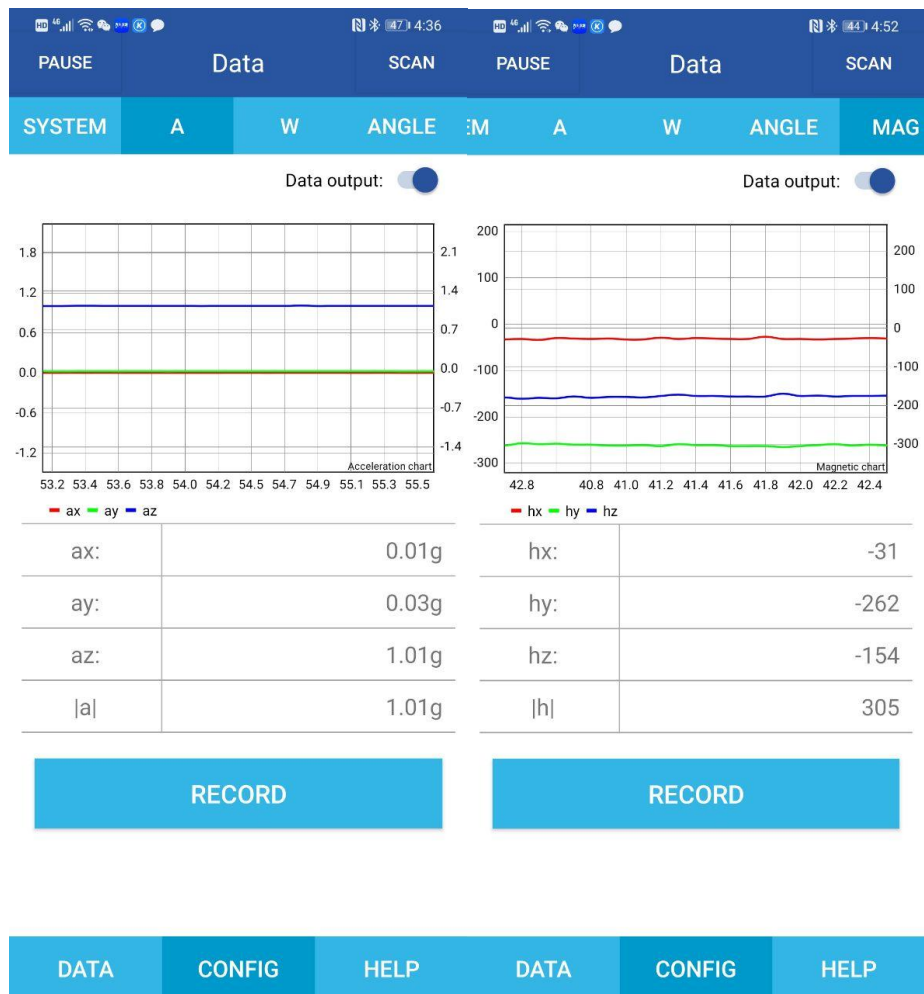 HD 46 47 4:36
PAUSE Data SCAN
SYSTEM A W ANGLE
Data output:
1.8 2.1
1.2 1.4
0.6 0.7
0.0 0.0
-0.6 -0.7
-1.2 -1.4
Acceleration chart
53.2 53.4 53.6 53.8 54.0 54.2 54.5 54.7 54.9 55.1 55.3 55.5
ax ay az
ax: 0.01g
ay: 0.03g
az: 1.01g
|a| 1.01g
RECORD
DATA CONFIG HELP
HD 46 44 4:52
PAUSE Data SCAN
EM A W ANGLE MAG
Data output:
200 200
100 100
0 0
-100 -100
-200 -200
-300 -300
Magnetic chart
42.8 40.8 41.0 41.2 41.4 41.6 41.8 42.0 42.2 42.4
hx hy hz
hx: -31
hy: -262
hz: -154
|h| 305
RECORD
DATA CONFIG HELP